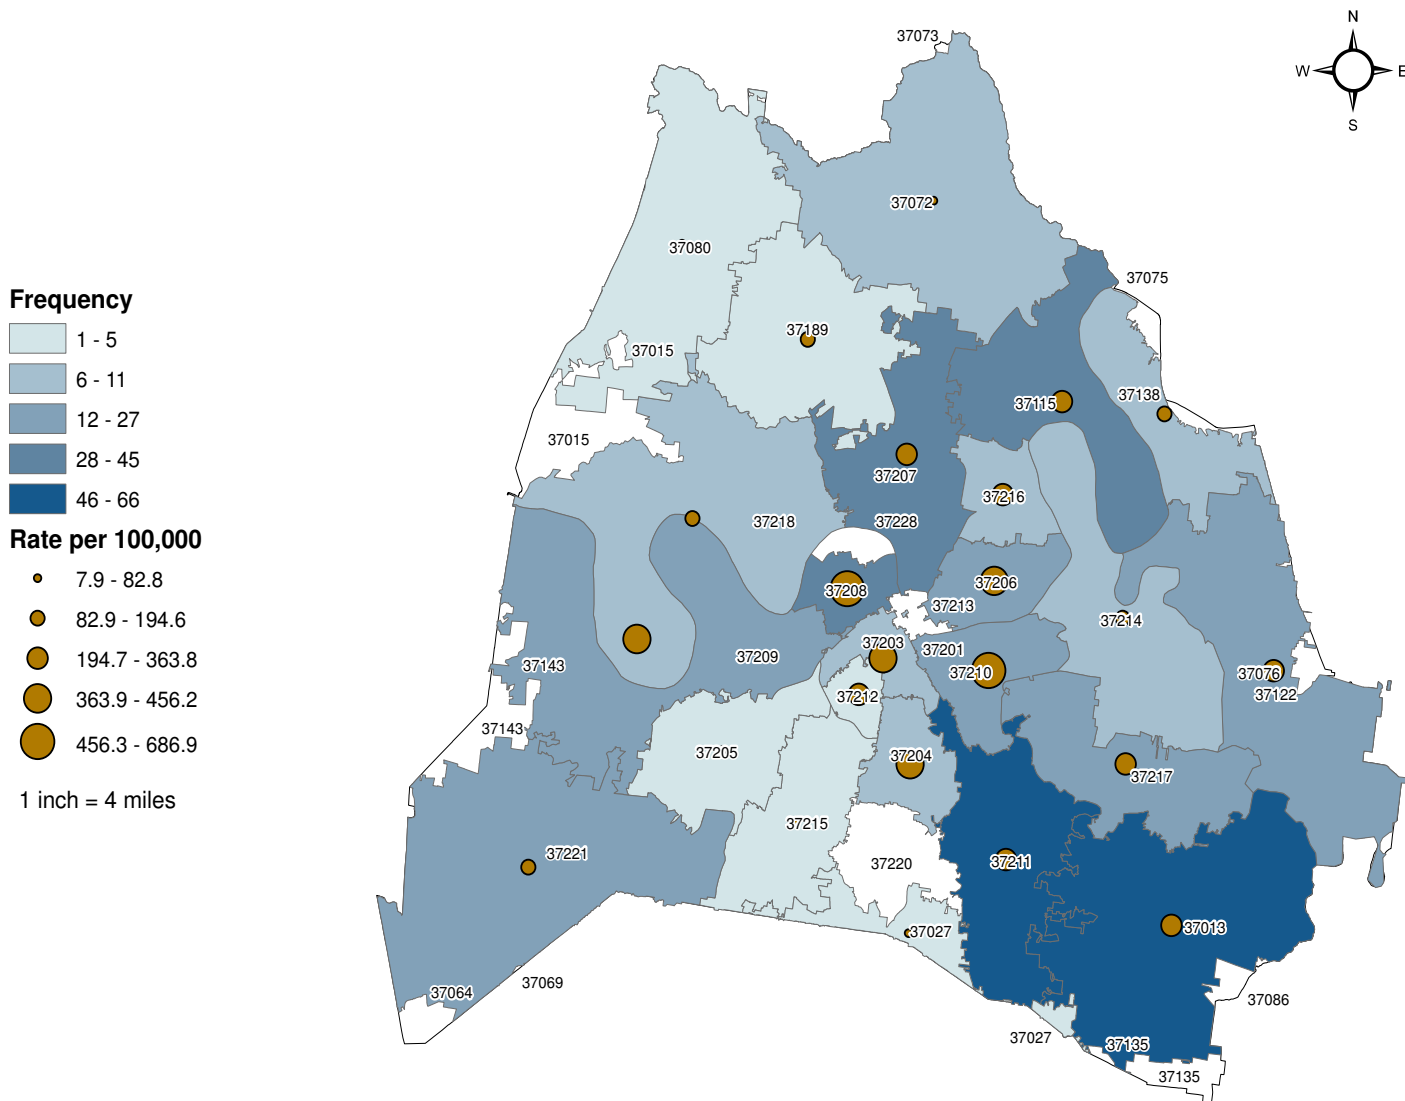 N
W
E
S
37073
37072
37080
37075
37189
37015
37138
37115
37015
37207
37216
37218
37228
37208
37206
37213
37214
37203
37201
37209
37143
37210
37076
37122
37212
37143
37205
37204
37217
37215
37221
37211
37220
37013
37027
37069
37064
37086
37027
37135
37135
Frequency
1 - 5
6 - 11
12 - 27
28 - 45
46 - 66
Rate per 100,000
7.9 - 82.8
82.9 - 194.6
194.7 - 363.8
363.9 - 456.2
456.3 - 686.9
1 inch = 4 miles